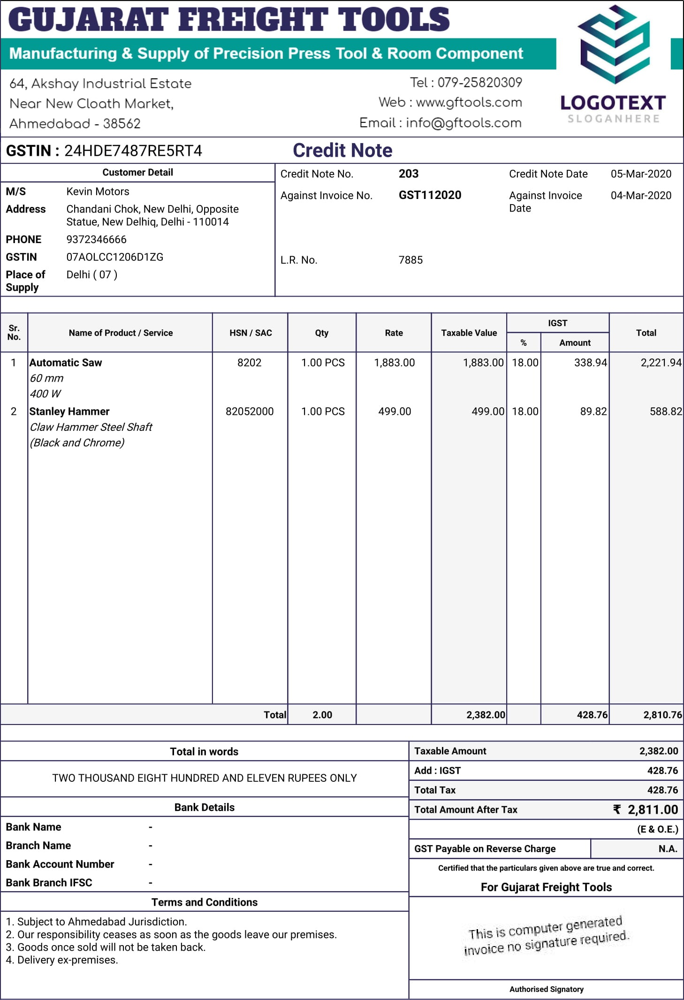 GUJARAT FREIGHT TOOLS
Manufacturing & Supply of Precision Press Tool & Room Component
64, Akshay Industrial Estate
Near New Cloath Market,
Ahmedabad - 38562
Tel : 079-25820309
Web : www.gftools.com
Email : info@gftools.com
LOGOTEXT
SLOGANHERE
GSTIN : 24HDE7487RE5RT4
Credit Note
Customer Detail
M/S Kevin Motors
Address Chandani Chok, New Delhi, Opposite
Statue, New Delhiq, Delhi - 110014
PHONE 9372346666
GSTIN 07AOLCC1206D1ZG
Place of Delhi ( 07 )
Supply
Credit Note No. 203 Credit Note Date 05-Mar-2020
Against Invoice No. GST112020 Against Invoice 04-Mar-2020
Date
L.R. No. 7885
Sr.
No.
Name of Product / Service HSN / SAC Qty Rate Taxable Value IGST Total
% Amount
1 Automatic Saw 8202 1.00 PCS 1,883.00 1,883.00 18.00 338.94 2,221.94
60 mm
400 W
2 Stanley Hammer 82052000 1.00 PCS 499.00 499.00 18.00 89.82 588.82
Claw Hammer Steel Shaft
(Black and Chrome)
Total 2.00 2,382.00 428.76 2,810.76
Total in words
TWO THOUSAND EIGHT HUNDRED AND ELEVEN RUPEES ONLY
Bank Details
Bank Name -
Branch Name -
Bank Account Number -
Bank Branch IFSC -
Terms and Conditions
1. Subject to Ahmedabad Jurisdiction.
2. Our responsibility ceases as soon as the goods leave our premises.
3. Goods once sold will not be taken back.
4. Delivery ex-premises.
Taxable Amount 2,382.00
Add : IGST 428.76
Total Tax 428.76
Total Amount After Tax ₹ 2,811.00
(E & O.E.)
GST Payable on Reverse Charge N.A.
Certified that the particulars given above are true and correct.
For Gujarat Freight Tools
This is computer generated
invoice no signature required.
Authorised Signatory